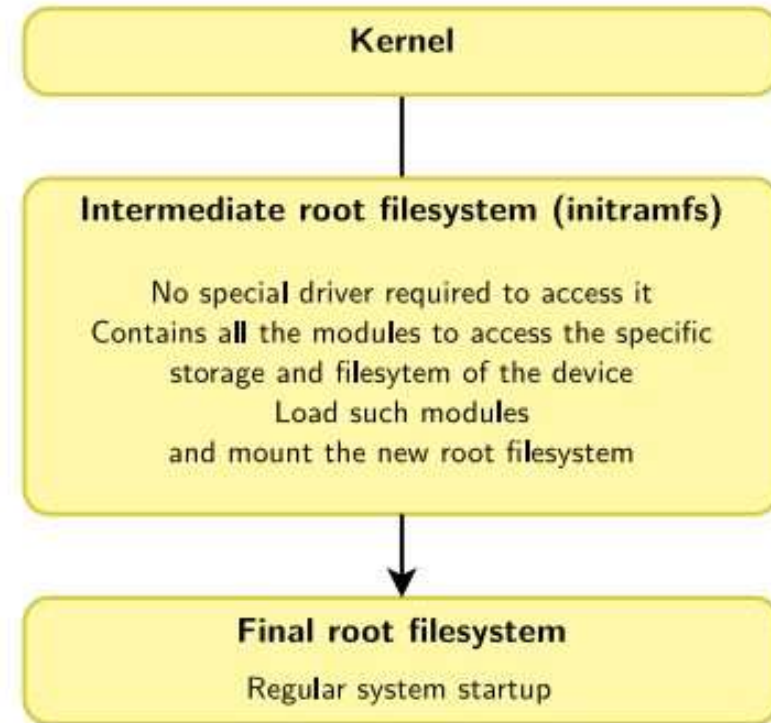 Kernel
Intermediate root filesystem (initramfs)
No special driver required to access it
Contains all the modules to access the specific
storage and filesytem of the device
Load such modules
and mount the new root filesystem
Final root filesystem
Regular system startup